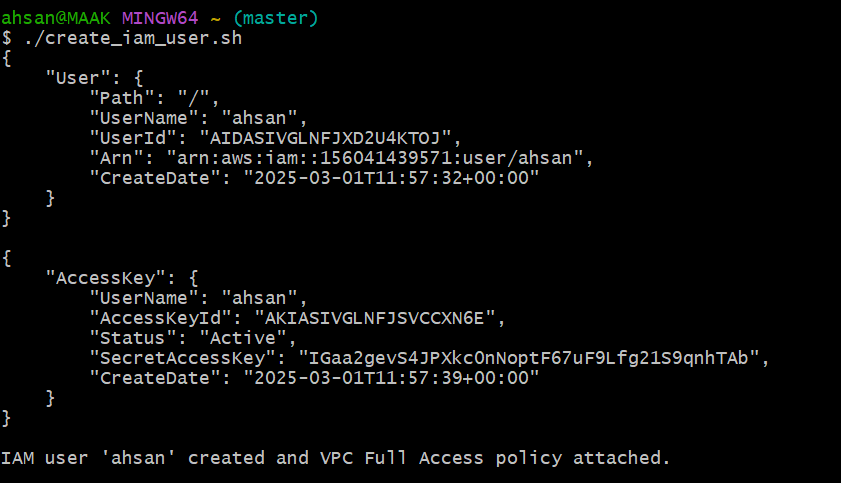 ahsan@MAAK MINGW64 ~ (master)
$ ./create_iam_user.sh
{
    "User": {
        "Path": "/",
        "UserName": "ahsan",
        "UserId": "AIDASIVGLNFJXD2U4KTOJ",
        "Arn": "arn:aws:iam::156041439571:user/ahsan",
        "CreateDate": "2025-03-01T11:57:32+00:00"
    }
}

{
    "AccessKey": {
        "UserName": "ahsan",
        "AccessKeyId": "AKIASIVGLNFJSVCCXN6E",
        "Status": "Active",
        "SecretAccessKey": "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",
        "CreateDate": "2025-03-01T11:57:39+00:00"
    }
}

IAM user 'ahsan' created and VPC Full Access policy attached.